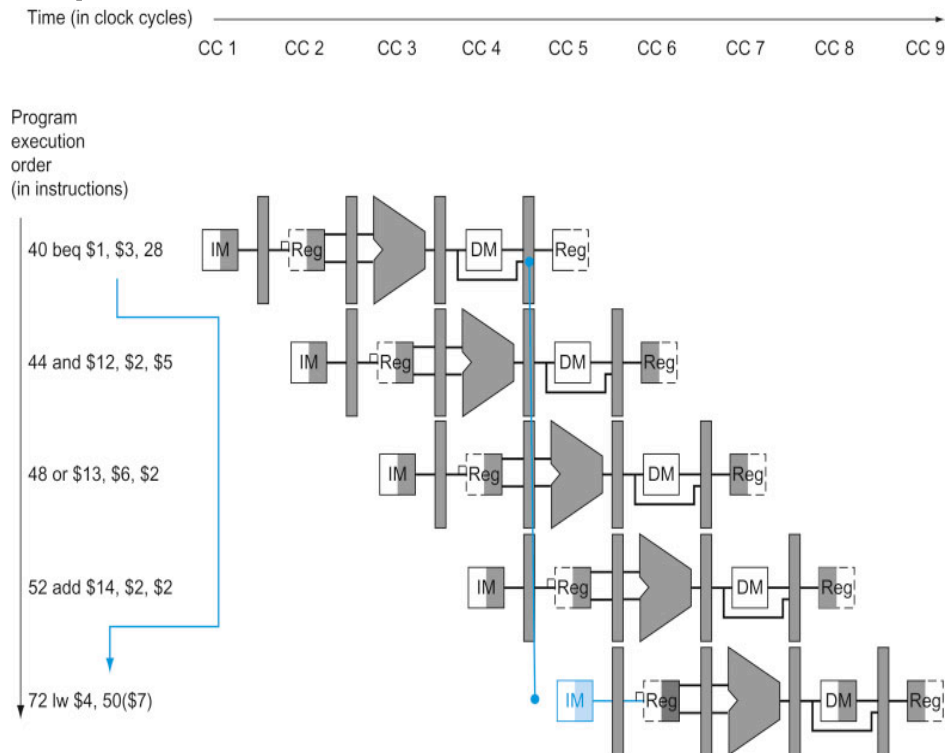 Time (in clock cycles)
CC 1 CC 2 CC 3 CC 4 CC 5 CC 6 CC 7 CC 8 CC 9
Program
execution
order
(in instructions)
40 beq $1, $3, 28
IM Reg DM Reg
44 and $12, $2, $5
IM Reg DM Reg
48 or $13, $6, $2
IM Reg DM Reg
52 add $14, $2, $2
IM Reg DM Reg
72 lw $4, 50($7)
IM Reg DM Reg